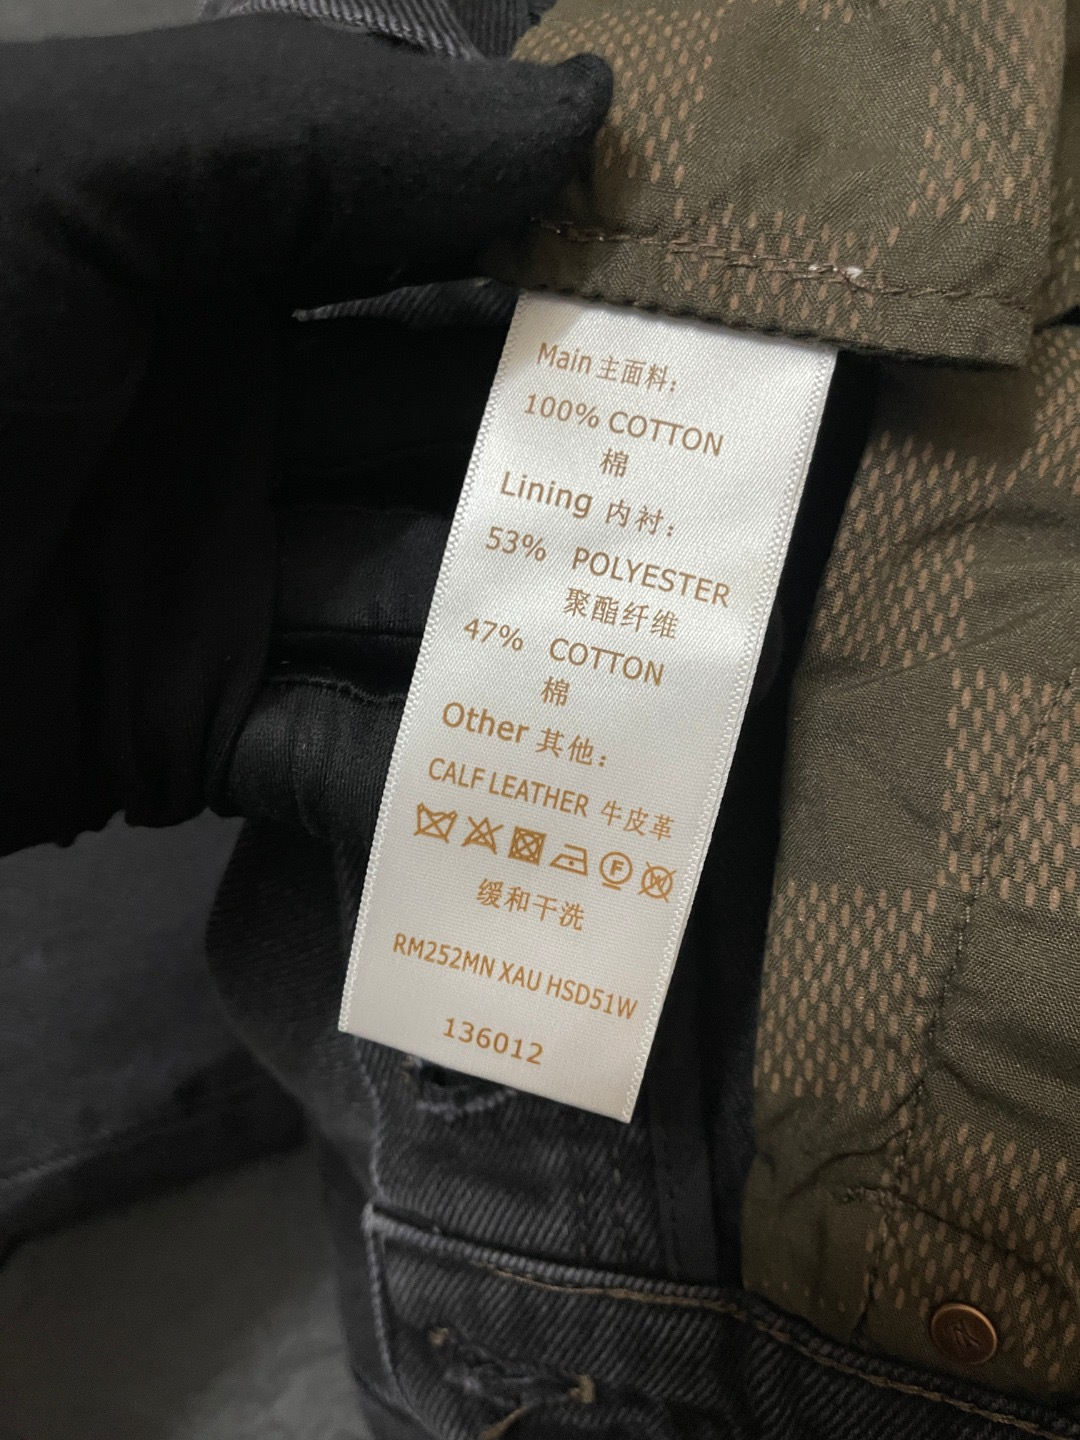 Main 主面料：
100% COTTON
棉
Lining 内衬：
53% POLYESTER
聚酯纤维
47% COTTON
棉
Other 其他：
CALF LEATHER 牛皮革
F W
缓和干洗
RM252MN XAU HSD51W
136012